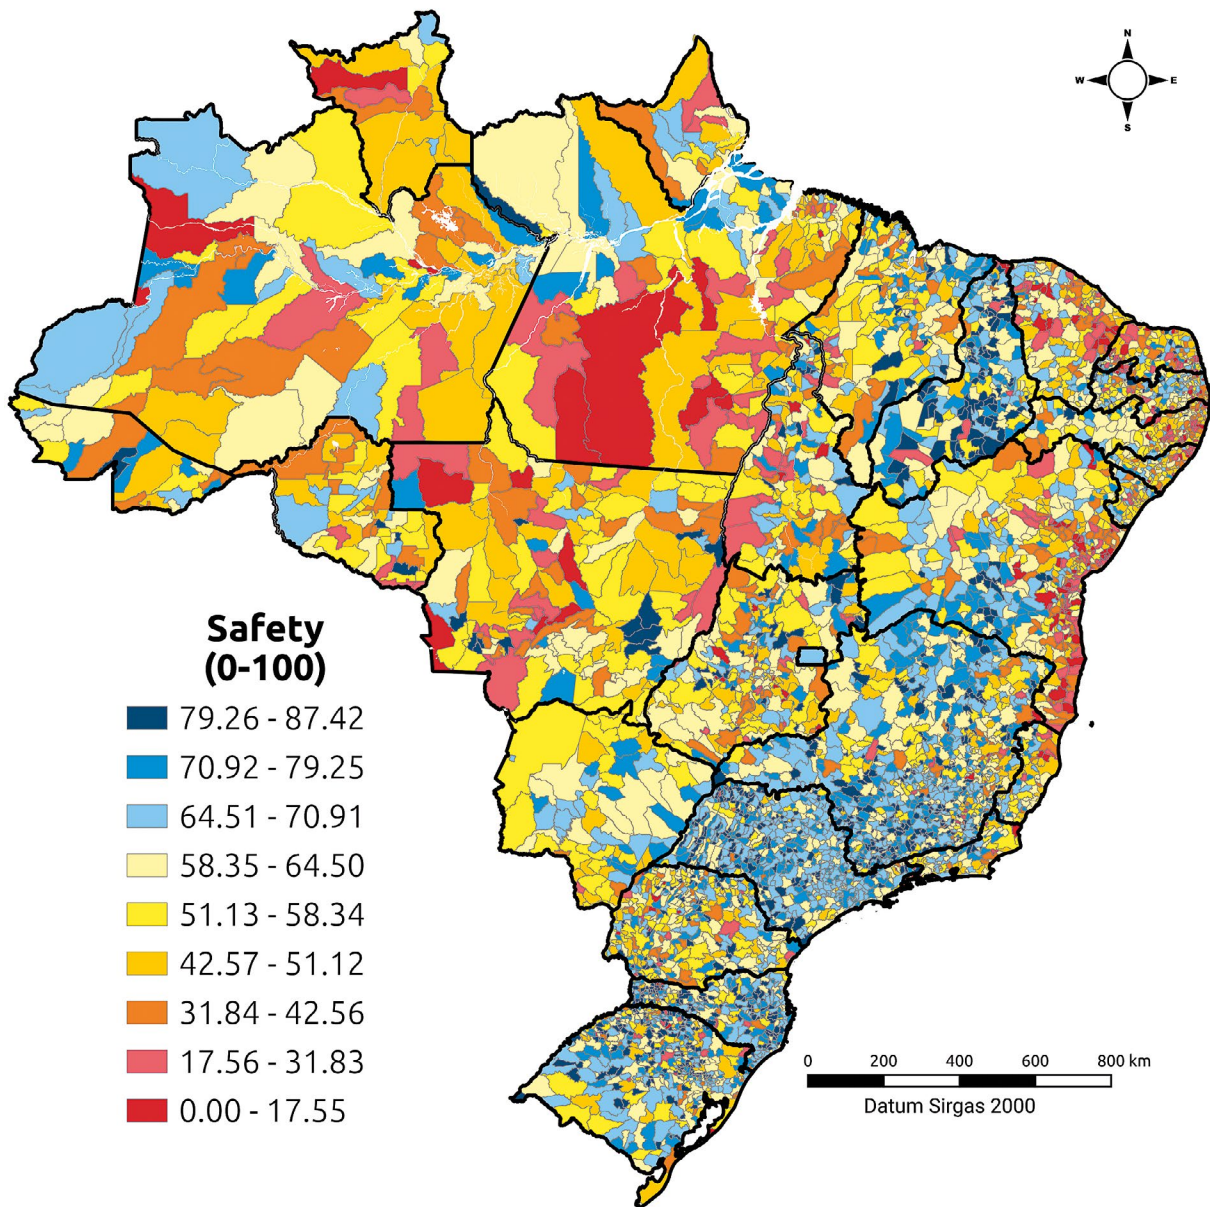 N
W E
S
Safety
(0-100)
79.26 - 87.42
70.92 - 79.25
64.51 - 70.91
58.35 - 64.50
51.13 - 58.34
42.57 - 51.12
31.84 - 42.56
17.56 - 31.83
0.00 - 17.55
0 200 400 600 800 km
Datum Sirgas 2000